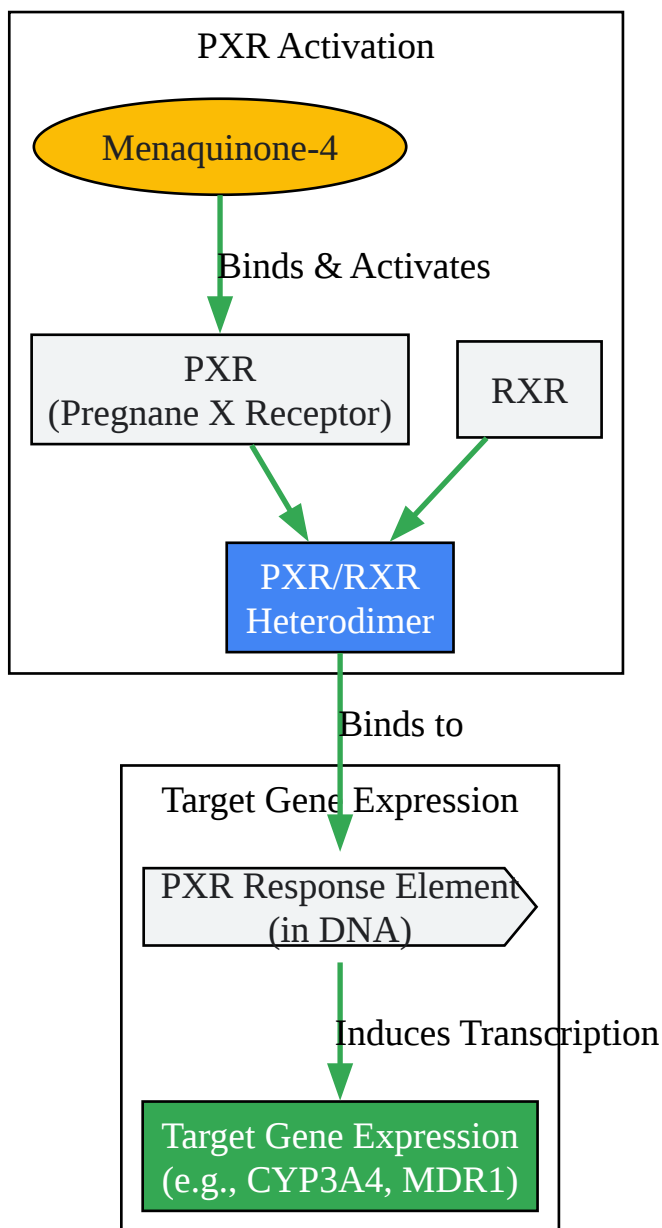 PXR Activation
Menaquinone-4
Binds & Activates
PXR
(Pregnane X Receptor)
RXR
PXR/RXR
Heterodimer
Binds to
Target Gene Expression
PXR Response Element
(in DNA)
Induces Transcription
Target Gene Expression
(e.g., CYP3A4, MDR1)